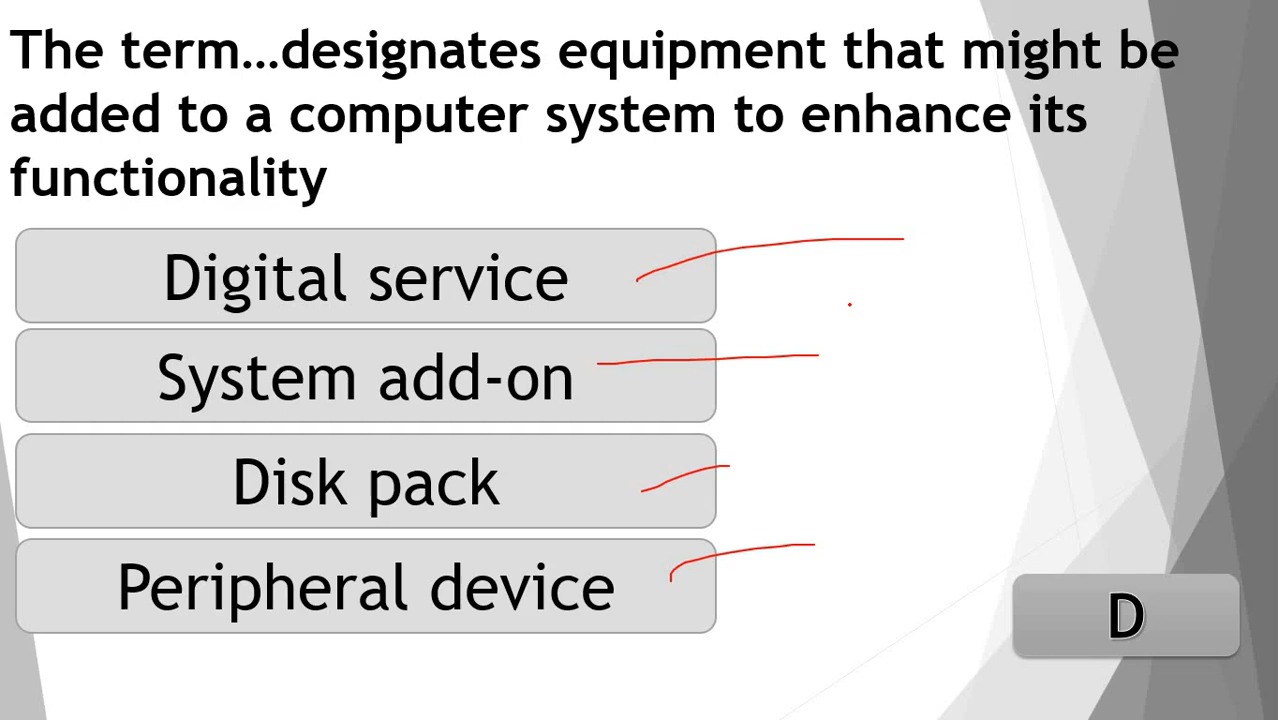 The term...designates equipment that might be
added to a computer system to enhance its
functionality
Digital service
System add-on
Disk pack
Peripheral device
D